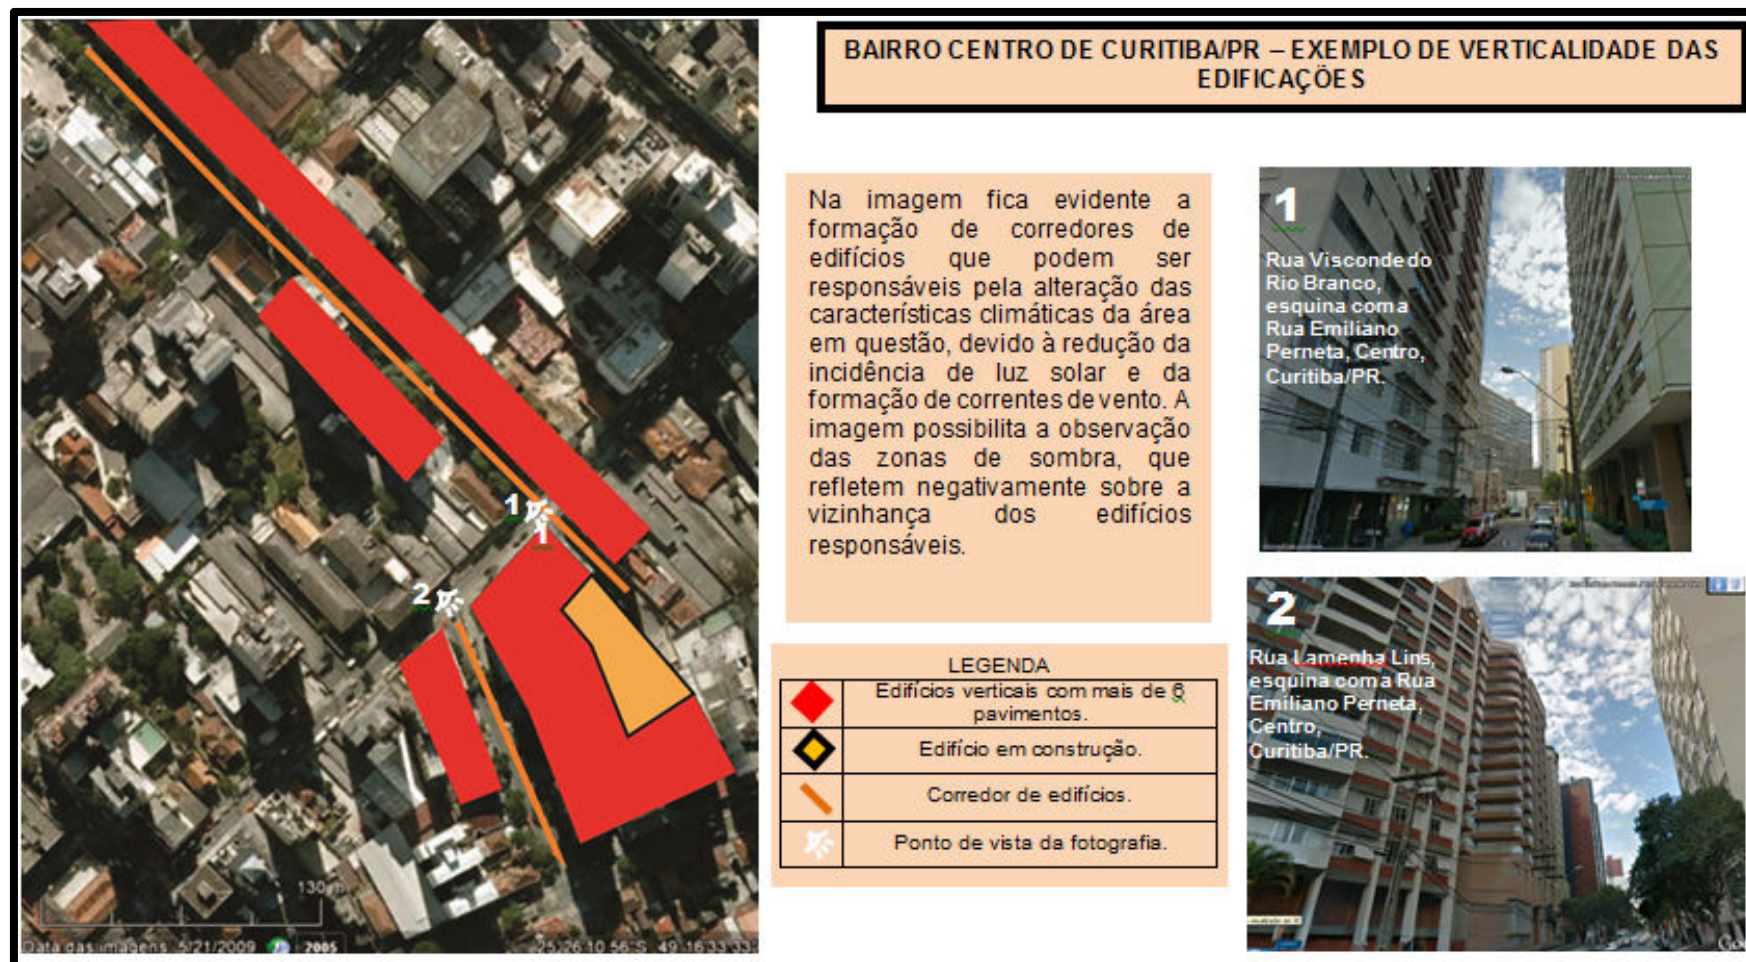 BAIRRO CENTRO DE CURITIBA/PR – EXEMPLO DE VERTICALIDADE DAS
EDIFICAÇÕES
Na imagem fica evidente a
formação de corredores de
edifícios que podem ser
responsáveis pela alteração das
características climáticas da área
em questão, devido à redução da
incidência de luz solar e da
formação de correntes de vento. A
imagem possibilita a observação
das zonas de sombra, que
refletem negativamente sobre a
vizinhança dos edifícios
responsáveis.
LEGENDA
Edifícios verticais com mais de 6
pavimentos.
Edifício em construção.
Corredor de edifícios.
Ponto de vista da fotografia.
1
Rua Visconde do
Rio Branco,
esquina com a
Rua Emiliano
Perneta, Centro,
Curitiba/PR.
2
Rua Lamenha Lins,
esquina com a Rua
Emiliano Perneta,
Centro,
Curitiba/PR.
1
1
2
130 m
Data das imagens 5/21/2009
2005